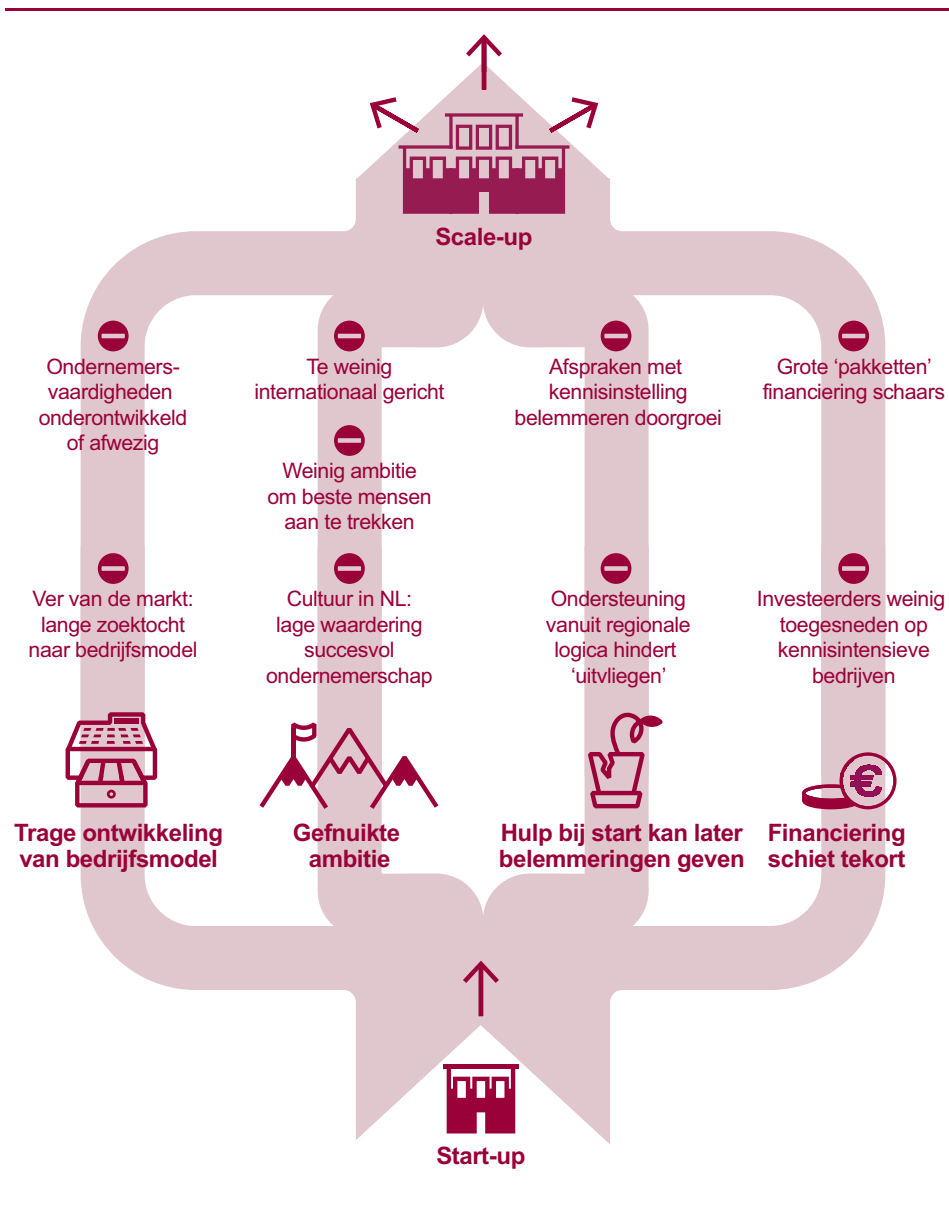 Scale-up
Ondernemers-
vaardigheden
onderontwikkeld
of afwezig
Te weinig
internationaal gericht
Afspraken met
kennisinstelling
belemmeren doorgroei
Grote ‘pakketten’
financiering schaars
Weinig ambitie
om beste mensen
aan te trekken
Ver van de markt:
lange zoektocht
naar bedrijfsmodel
Cultuur in NL:
lage waardering
succesvol
ondernemerschap
Ondersteuning
vanuit regionale
logica hindert
‘uitvliegen’
Investeerders weinig
toegesneden op
kennisintensieve
bedrijven
€
Trage ontwikkeling
van bedrijfsmodel
Gefnuikte
ambitie
Hulp bij start kan later
belemmeringen geven
Financiering
schiet tekort
Start-up